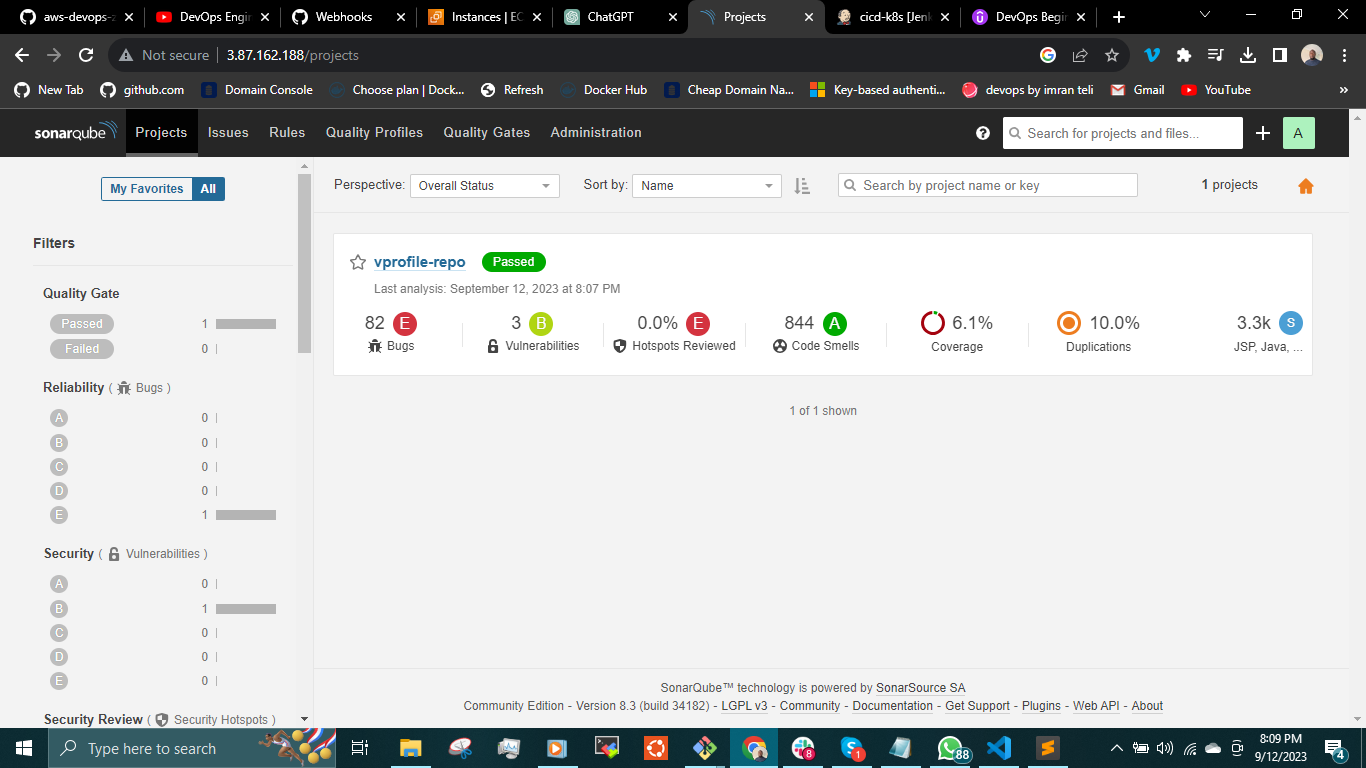 aws-devops-z
DevOps Engin
Webhooks
Instances | EC
ChatGPT
Projects
cicd-k8s [Jenk
DevOps Begin
Not secure
3.87.162.188/projects
New Tab
github.com
Domain Console
Choose plan | Dock...
Refresh
Docker Hub
Cheap Domain Na...
Key-based authenti...
devops by imran teli
Gmail
YouTube
»
sonarqube
Projects
Issues
Rules
Quality Profiles
Quality Gates
Administration
Search for projects and files...
A
My Favorites
All
Perspective:
Overall Status
Sort by:
Name
Search by project name or key
1 projects
Filters
Quality Gate
Passed 1
Failed 0
Reliability ( Bugs )
A 0
B 0
C 0
D 0
E 1
Security ( Vulnerabilities )
A 0
B 1
C 0
D 0
E 0
Security Review ( Security Hotspots )
vprofile-repo Passed
Last analysis: September 12, 2023 at 8:07 PM
82 E
Bugs
3 B
Vulnerabilities
0.0% E
Hotspots Reviewed
844 A
Code Smells
6.1%
Coverage
10.0%
Duplications
3.3k S
JSP, Java, ...
1 of 1 shown
SonarQube™ technology is powered by SonarSource SA
Community Edition - Version 8.3 (build 34182) - LGPL v3 - Community - Documentation - Get Support - Plugins - Web API - About
Type here to search
8
1
88
8:09 PM
9/12/2023
4